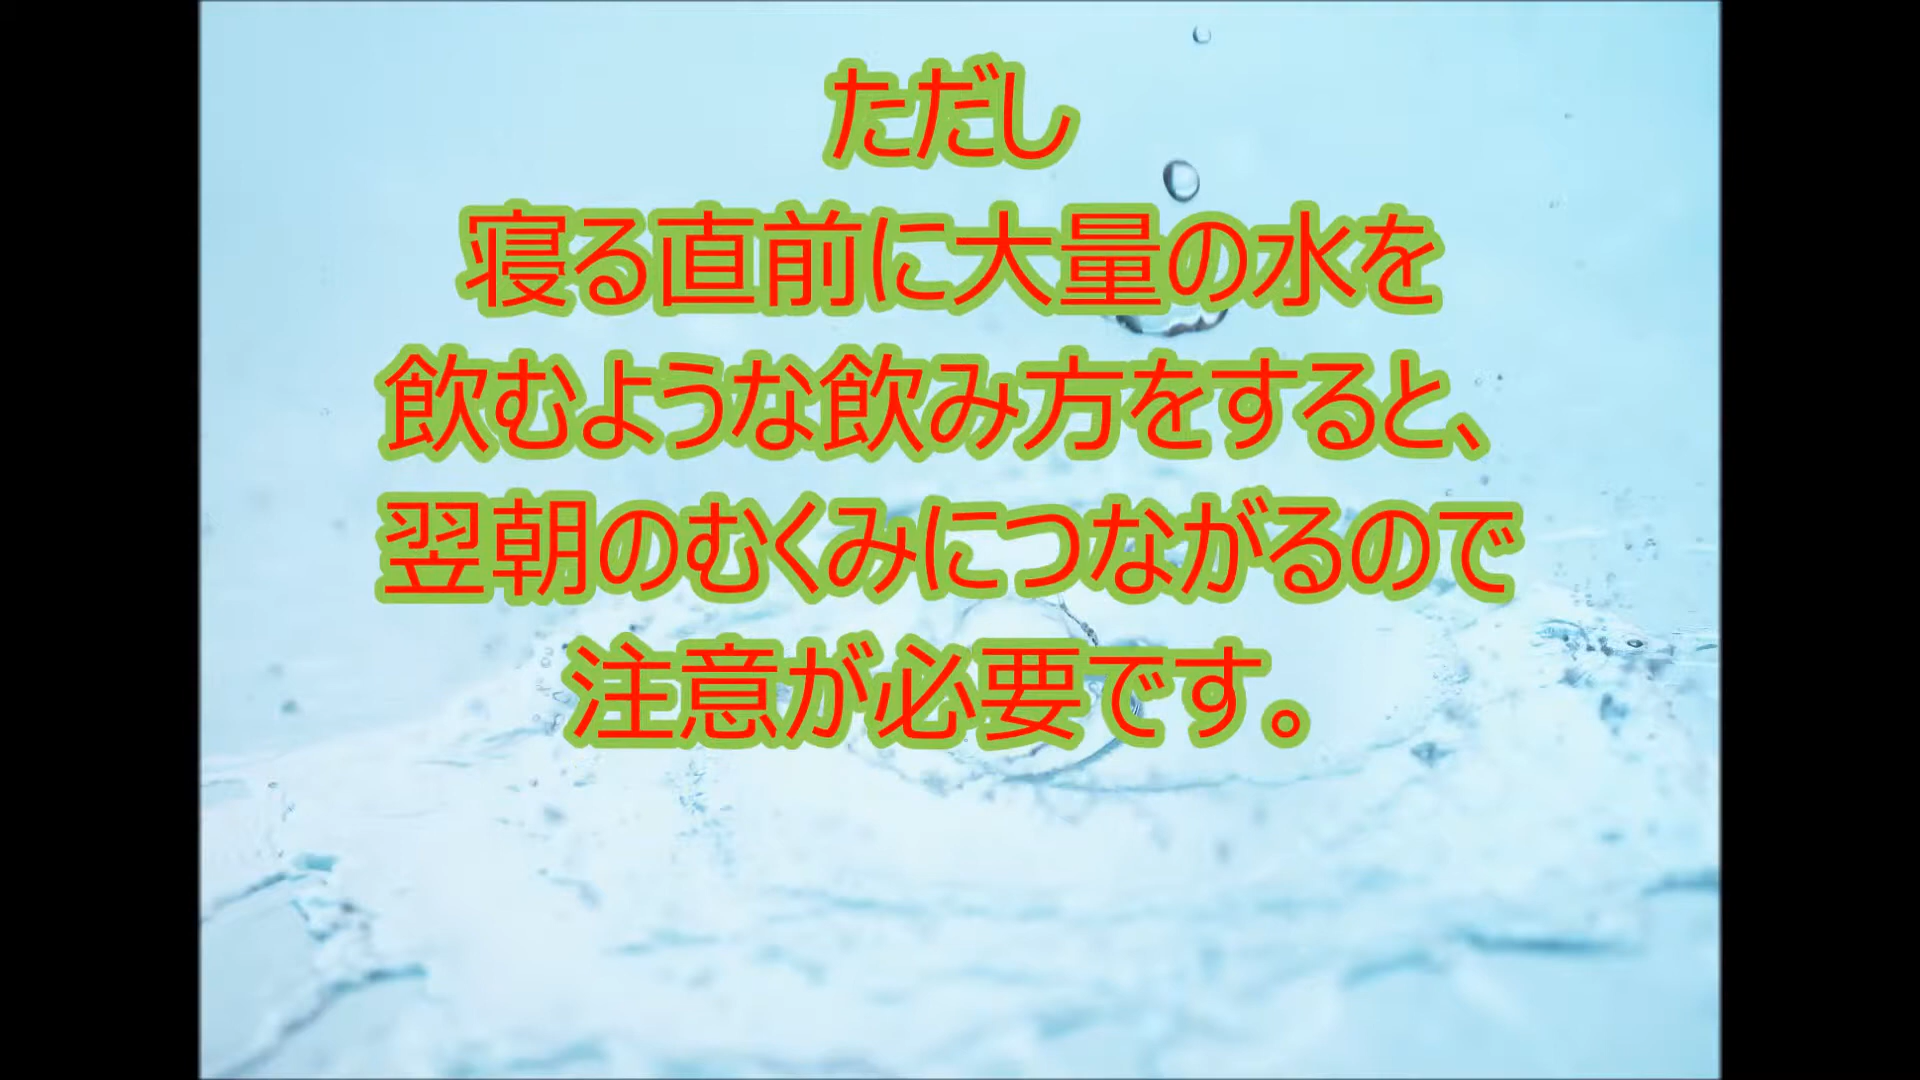 ただし
寝る直前に大量の水を
飲むような飲み方をすると、
翌朝のむくみにつながるので
注意が必要です。